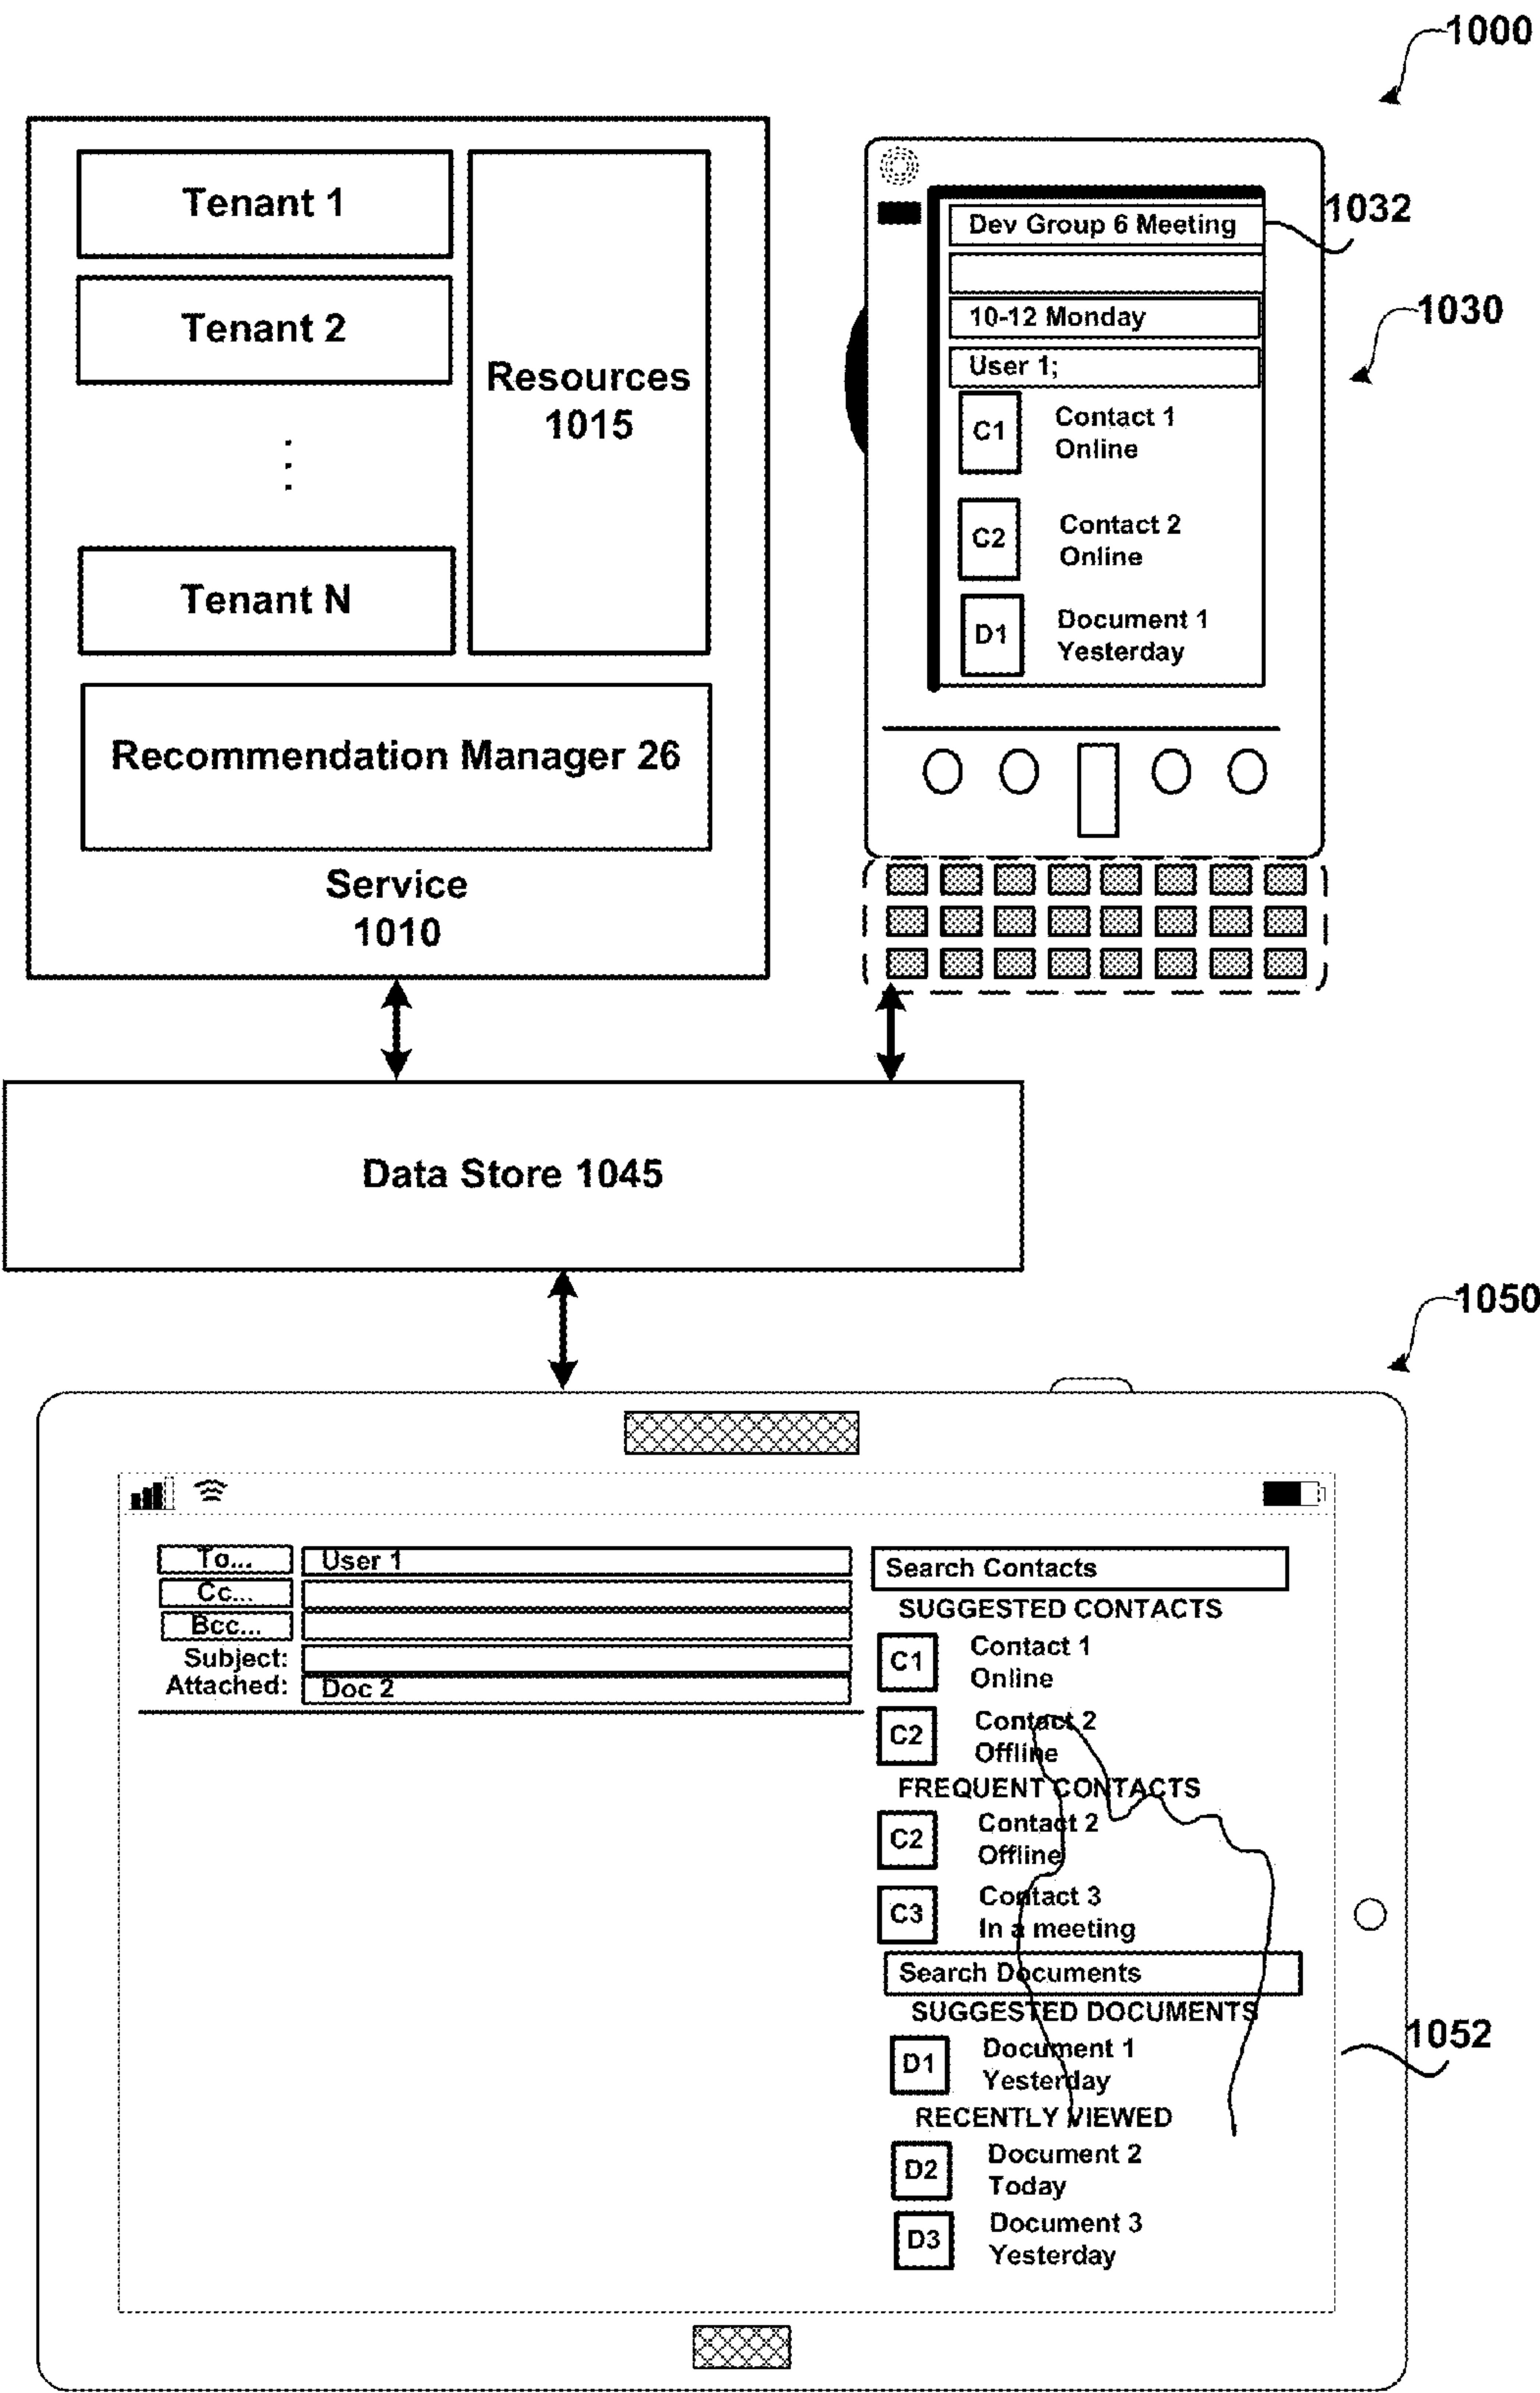 1000
Tenant 1
Tenant 2
Tenant N
Resources
1015
Recommendation Manager 26
Service
1010
1032
1030
Dev Group 6 Meeting
10-12 Monday
User 1;
C1
Contact 1
Online
C2
Contact 2
Online
D1
Document 1
Yesterday
Data Store 1045
1050
To...
User 1
Cc...
Bcc...
Subject:
Attached:
Doc 2
Search Contacts
SUGGESTED CONTACTS
C1
Contact 1
Online
C2
Contact 2
Offline
FREQUENT CONTACTS
C2
Contact 2
Offline
C3
Contact 3
In a meeting
Search Documents
SUGGESTED DOCUMENTS
D1
Document 1
Yesterday
RECENTLY VIEWED
D2
Document 2
Today
D3
Document 3
Yesterday
1052